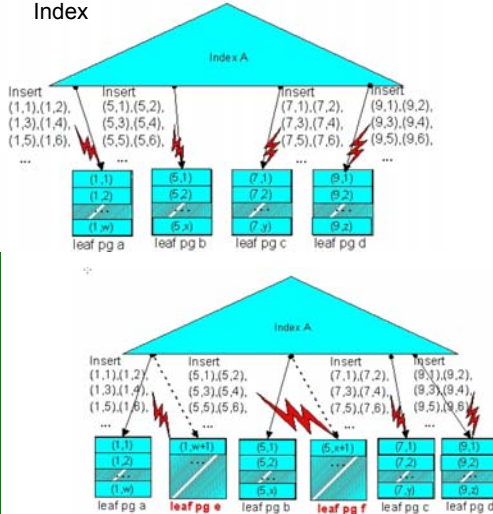 Index
Index A
Insert
(1,1),(1,2),
(1,3),(1,4),
(1,5),(1,6),
...
Insert
(5,1),(5,2),
(5,3),(5,4),
(5,5),(5,6),
...
Insert
(7,1),(7,2),
(7,3),(7,4),
(7,5),(7,6),
...
Insert
(9,1),(9,2),
(9,3),(9,4),
(9,5),(9,6),
...
(1,1)
(1,2)
...
(1,w)
leaf pg a
(5,1)
(5,2)
...
(5,x)
leaf pg b
(7,1)
(7,2)
...
(7,y)
leaf pg c
(9,1)
(9,2)
...
(9,z)
leaf pg d
Index A
Insert
(1,1),(1,2),
(1,3),(1,4),
(1,5),(1,6),
...
Insert
(5,1),(5,2),
(5,3),(5,4),
(5,5),(5,6),
...
Insert
(7,1),(7,2),
(7,3),(7,4),
(7,5),(7,6),
...
Insert
(9,1),(9,2),
(9,3),(9,4)
(9,5),(9,6)
...
(1,1)
(1,2)
...
(1,w)
leaf pg a
(1,w+1)
...
leaf pg e
(5,1)
(5,2)
...
(5,x)
leaf pg b
(5,x+1)
...
leaf pg f
(7,1)
(7,2)
...
(7,y)
leaf pg c
(9,1)
(9,2)
...
(9,z)
leaf pg d